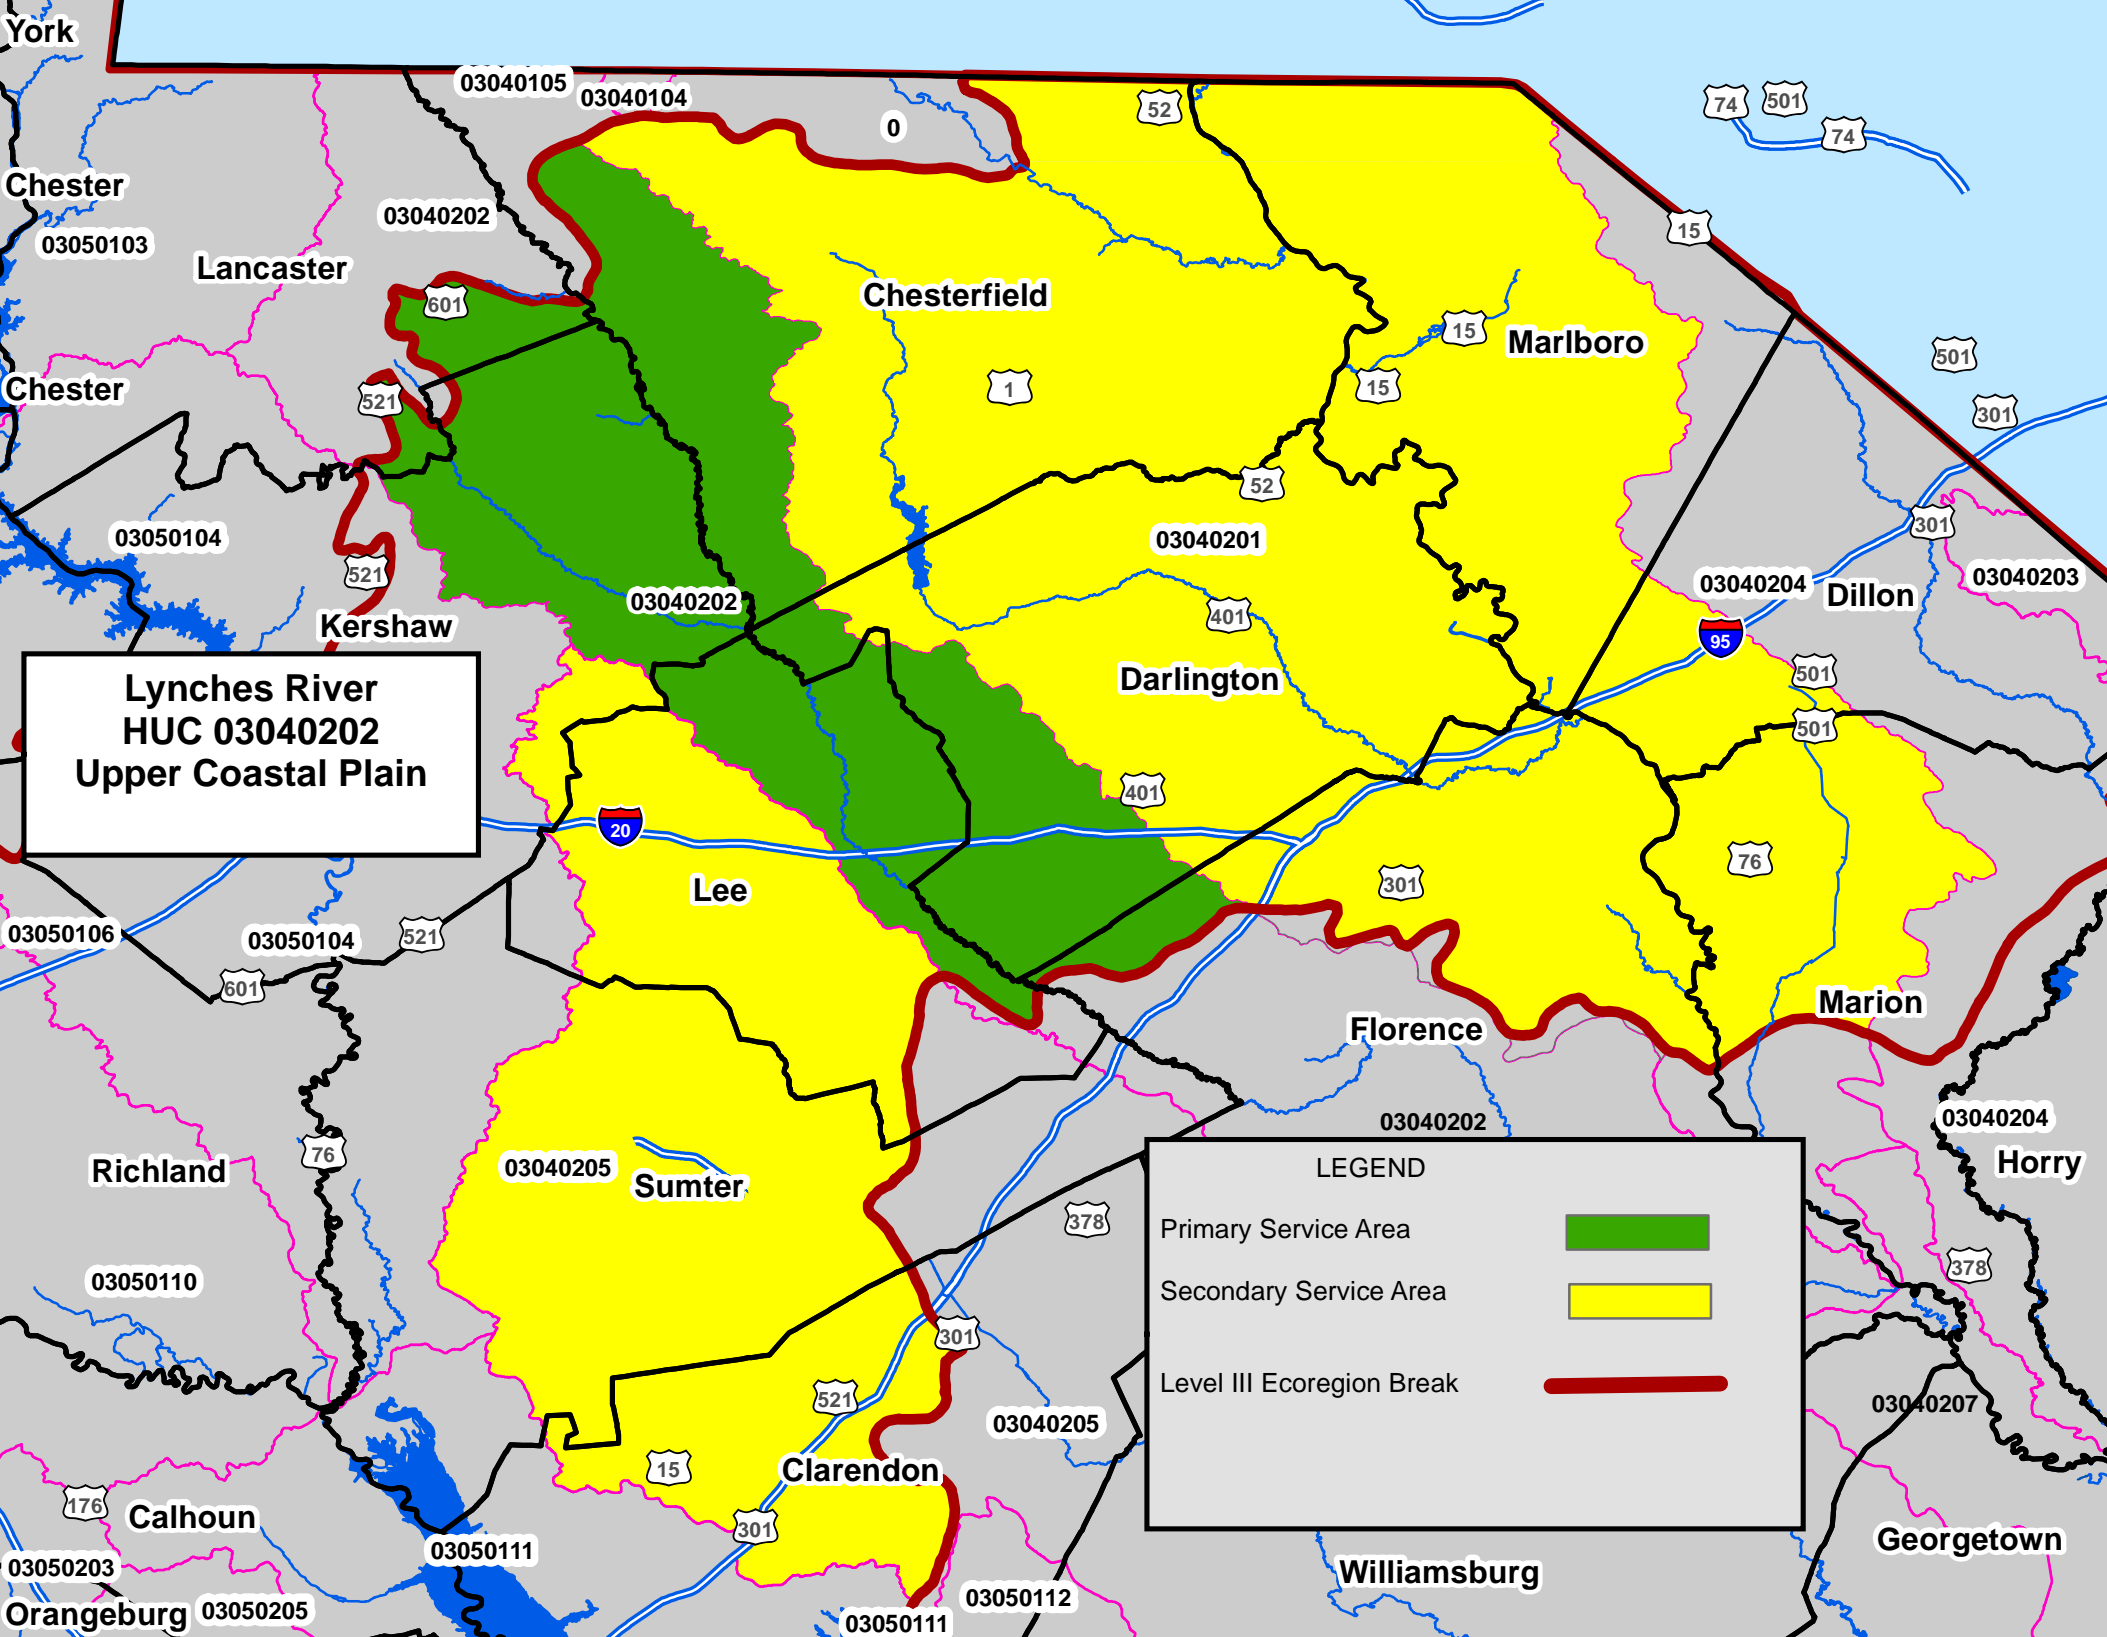 York
03040105
03040104
52
0
74
501
74
Chester
03050103
03040202
Lancaster
15
601
Chesterfield
15
Marlboro
501
Chester
521
1
15
301
52
03050104
521
03040201
301
03040202
Kershaw
401
03040204
Dillon
03040203
95
Lynches River
HUC 03040202
Upper Coastal Plain
Darlington
501
501
401
20
76
Lee
301
03050106
03050104
521
601
Marion
Florence
03040202
03040204
Horry
76
Richland
03040205
Sumter
378
LEGEND
Primary Service Area
Secondary Service Area
Level III Ecoregion Break
03050110
378
301
521
03040205
03040207
15
Clarendon
176
Calhoun
301
03050111
Georgetown
03050203
Williamsburg
03050112
Orangeburg
03050205
03050111